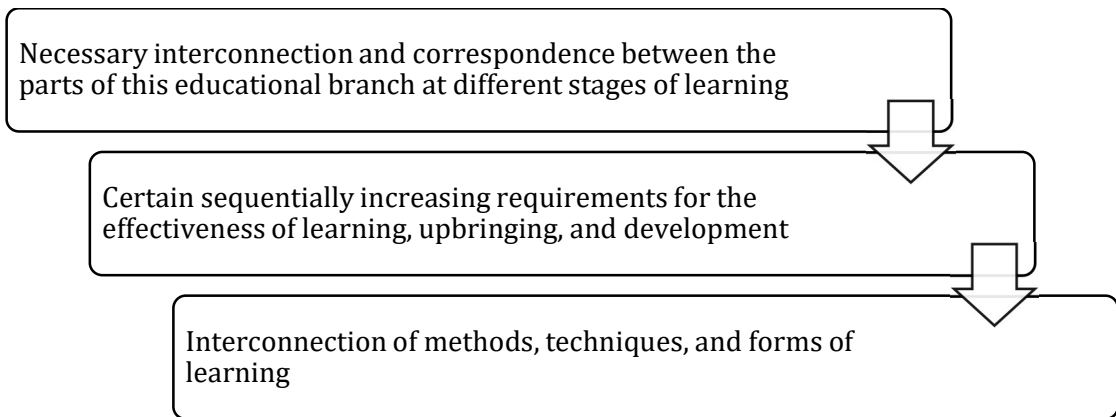 Necessary interconnection and correspondence between the
parts of this educational branch at different stages of learning
Certain sequentially increasing requirements for the
effectiveness of learning, upbringing, and development
Interconnection of methods, techniques, and forms of
learning